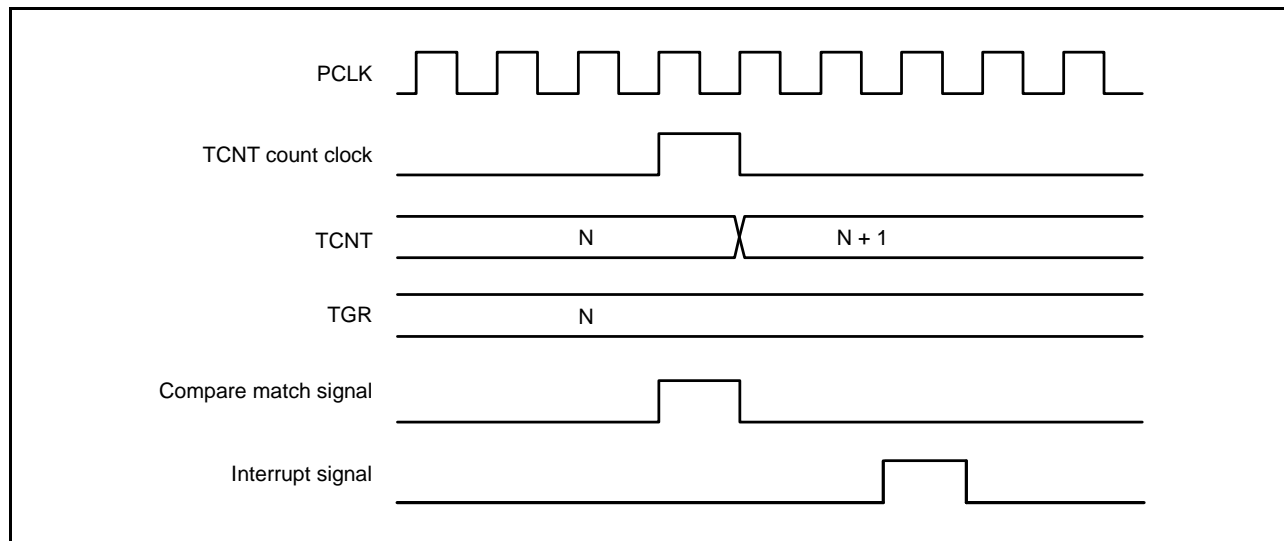 PCLK
TCNT count clock
TCNT
N
N + 1
TGR
N
Compare match signal
Interrupt signal